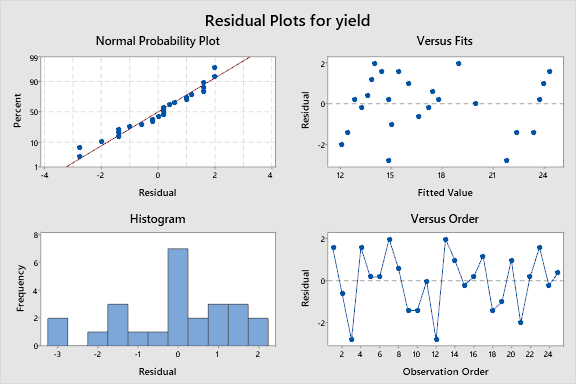 Residual Plots for yield
Normal Probability Plot
99
90
50
10
1
Percent
-4 -2 0 2 4
Residual
Versus Fits
2
0
-2
Residual
12 15 18 21 24
Fitted Value
Histogram
8
6
4
2
0
Frequency
-3 -2 -1 0 1 2
Residual
Versus Order
2
0
-2
Residual
2 4 6 8 10 12 14 16 18 20 22 24
Observation Order